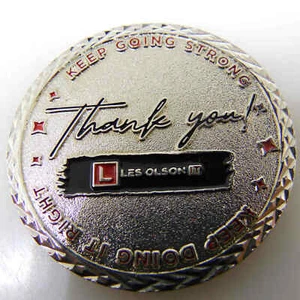 KEEP GOING STRONG
Thank you!
L LES OLSON IT
KEEP DOING IT RIGHT